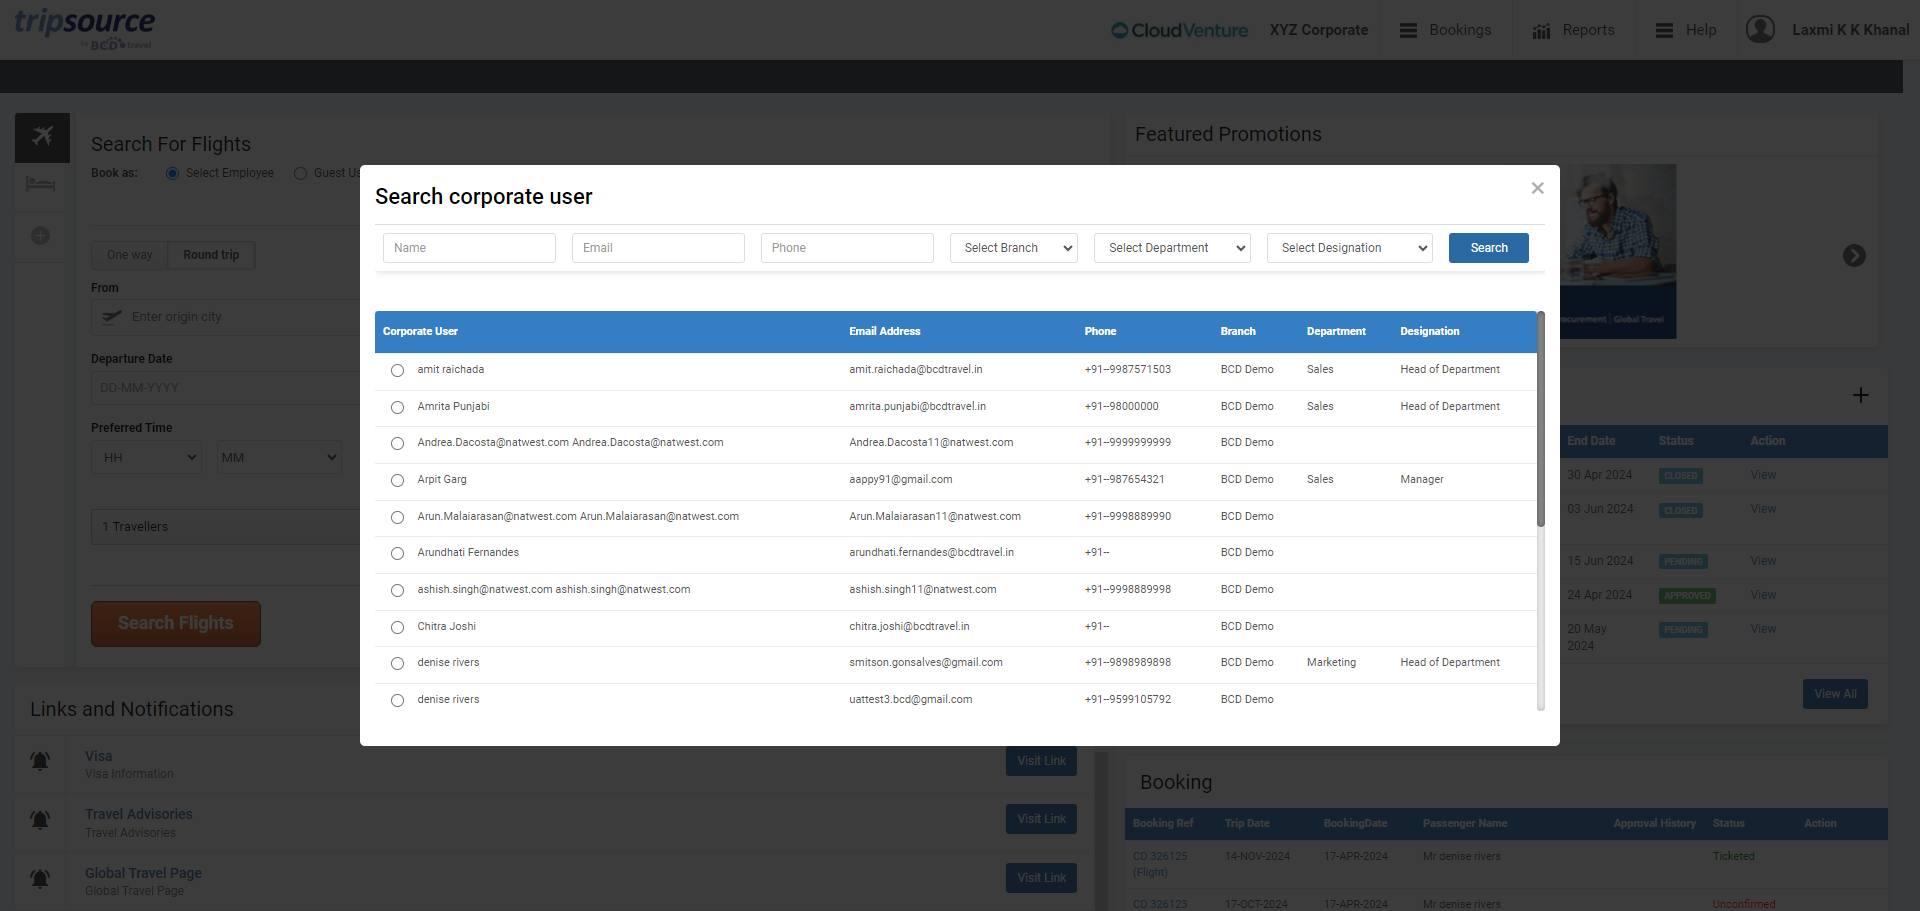 tripsource
by BCD travel
CloudVenture
XYZ Corporate
Bookings
Reports
Help
Laxmi K K Khanal
Search For Flights
Book as:
Select Employee
Guest Us
One way
Round trip
From
Enter origin city
Departure Date
DD-MM-YYYY
Preferred Time
HH
MM
1 Travellers
Search Flights
Featured Promotions
ocurement | Global Travel
Search corporate user
×
Name
Email
Phone
Select Branch
Select Department
Select Designation
Search
Corporate User Email Address Phone Branch Department Designation
amit raichada amit.raichada@bcdtravel.in +91--9987571503 BCD Demo Sales Head of Department
Amrita Punjabi amrita.punjabi@bcdtravel.in +91--98000000 BCD Demo Sales Head of Department
Andrea.Dacosta@natwest.com Andrea.Dacosta@natwest.com Andrea.Dacosta11@natwest.com +91--9999999999 BCD Demo
Arpit Garg aappy91@gmail.com +91--987654321 BCD Demo Sales Manager
Arun.Malaiarasan@natwest.com Arun.Malaiarasan@natwest.com Arun.Malaiarasan11@natwest.com +91--9998889990 BCD Demo
Arundhati Fernandes arundhati.fernandes@bcdtravel.in +91-- BCD Demo
ashish.singh@natwest.com ashish.singh@natwest.com ashish.singh11@natwest.com +91--9998889998 BCD Demo
Chitra Joshi chitra.joshi@bcdtravel.in +91-- BCD Demo
denise rivers smitson.gonsalves@gmail.com +91--9898989898 BCD Demo Marketing Head of Department
denise rivers uattest3.bcd@gmail.com +91--9599105792 BCD Demo
End Date Status Action
30 Apr 2024 CLOSED View
03 Jun 2024 CLOSED View
15 Jun 2024 PENDING View
24 Apr 2024 APPROVED View
20 May PENDING View
2024
View All
Links and Notifications
Visa
Visa Information
Visit Link
Travel Advisories
Travel Advisories
Visit Link
Global Travel Page
Global Travel Page
Visit Link
Booking
Booking Ref Trip Date BookingDate Passenger Name Approval History Status Action
CD 326125 14-NOV-2024 17-APR-2024 Mr denise rivers Ticketed
(Flight)
CD 326123 17-OCT-2024 17-APR-2024 Mr denise rivers Unconfirmed